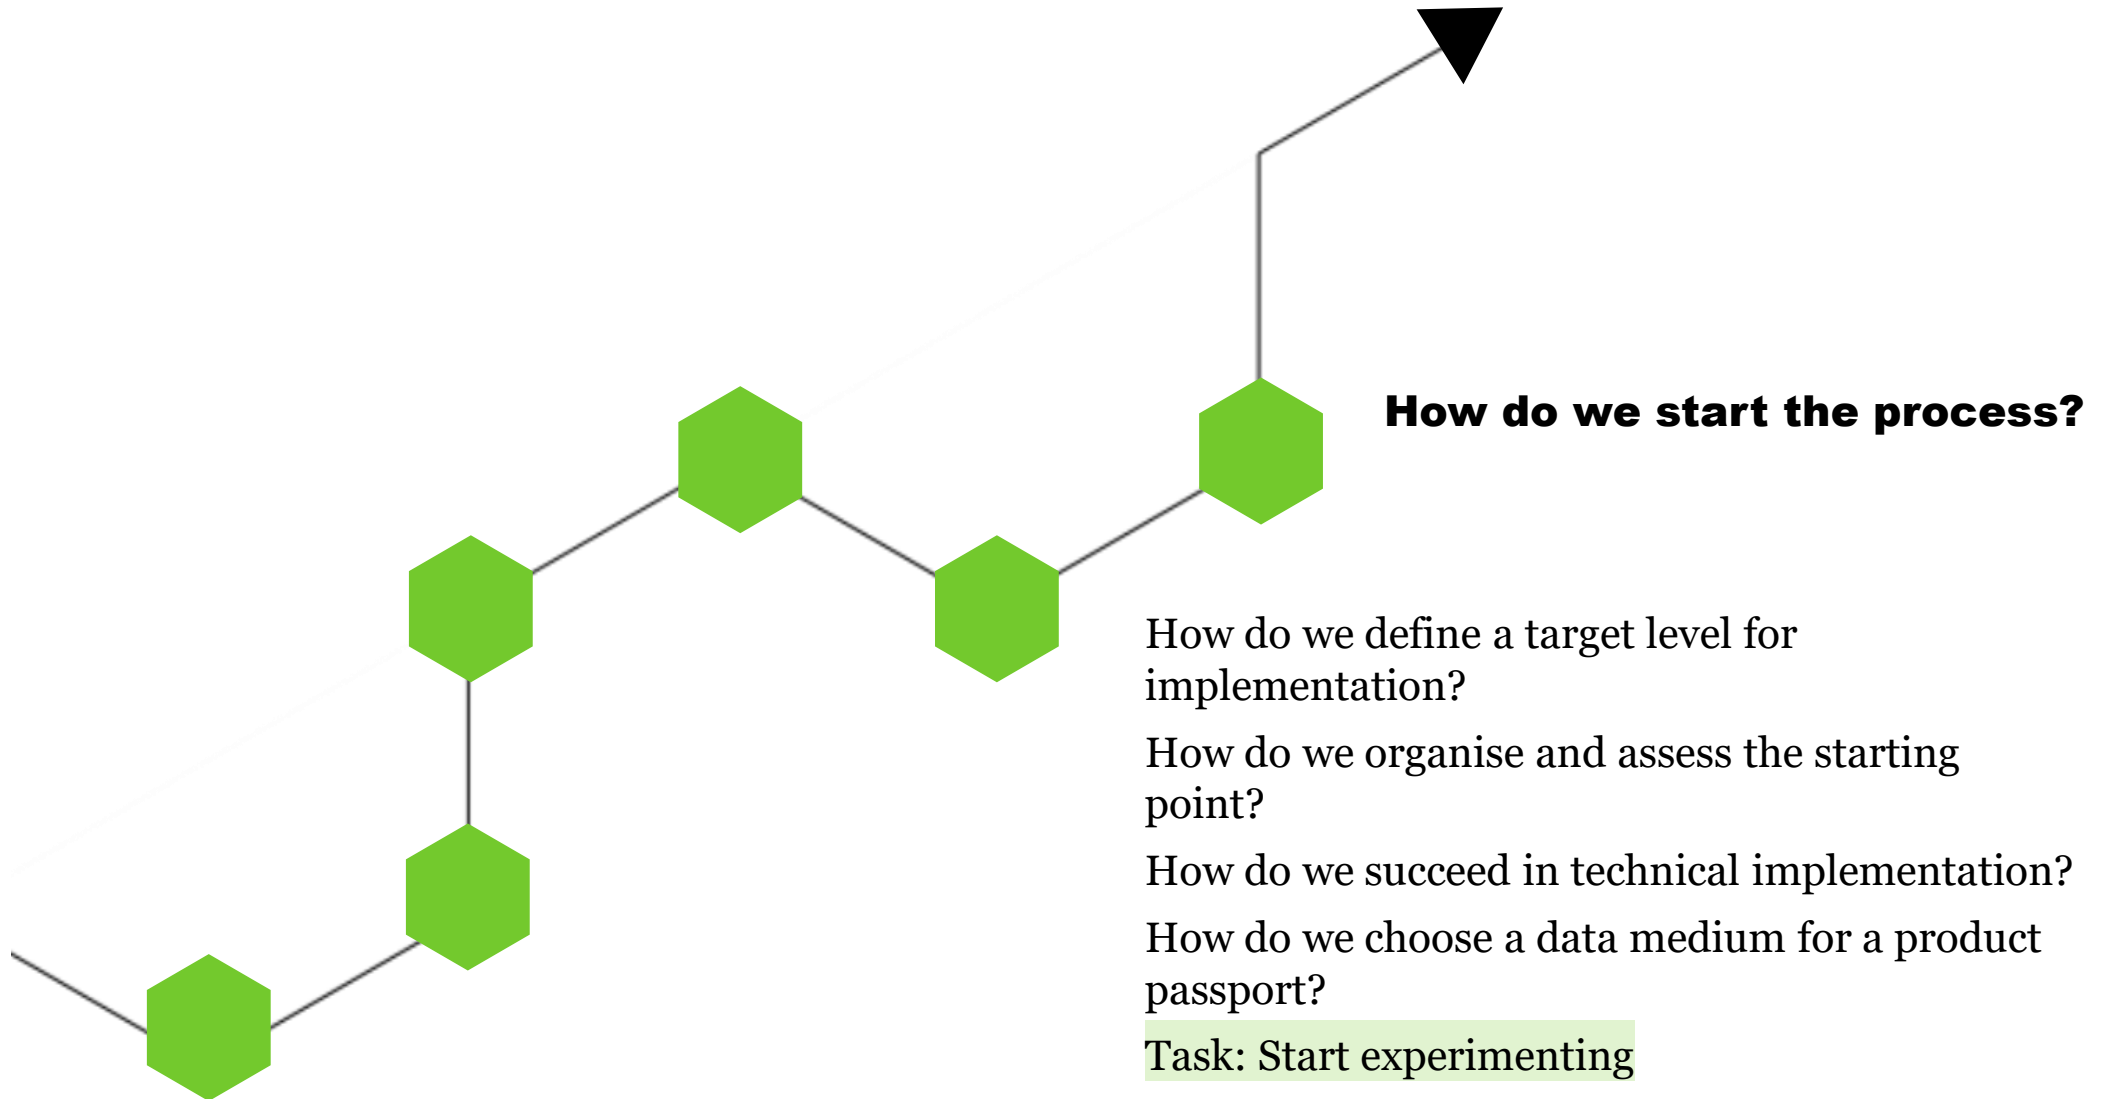 How do we start the process?
How do we define a target level for
implementation?
How do we organise and assess the starting
point?
How do we succeed in technical implementation?
How do we choose a data medium for a product
passport?
Task: Start experimenting